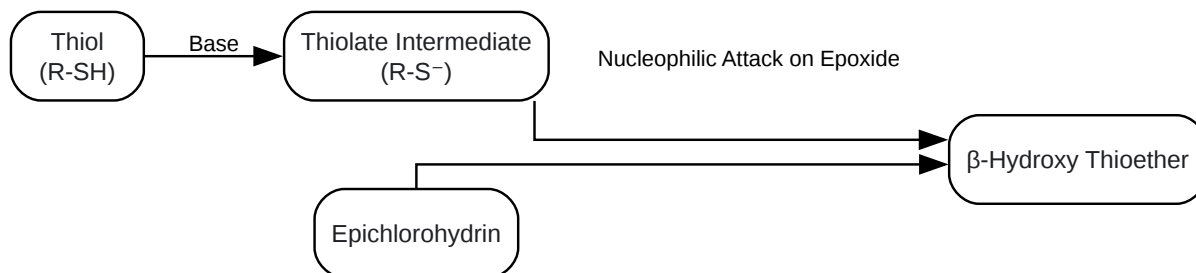 Thiol
(R-SH)
Base
Thiolate Intermediate
(R-S⁻)
Nucleophilic Attack on Epoxide
β-Hydroxy Thioether
Epichlorohydrin